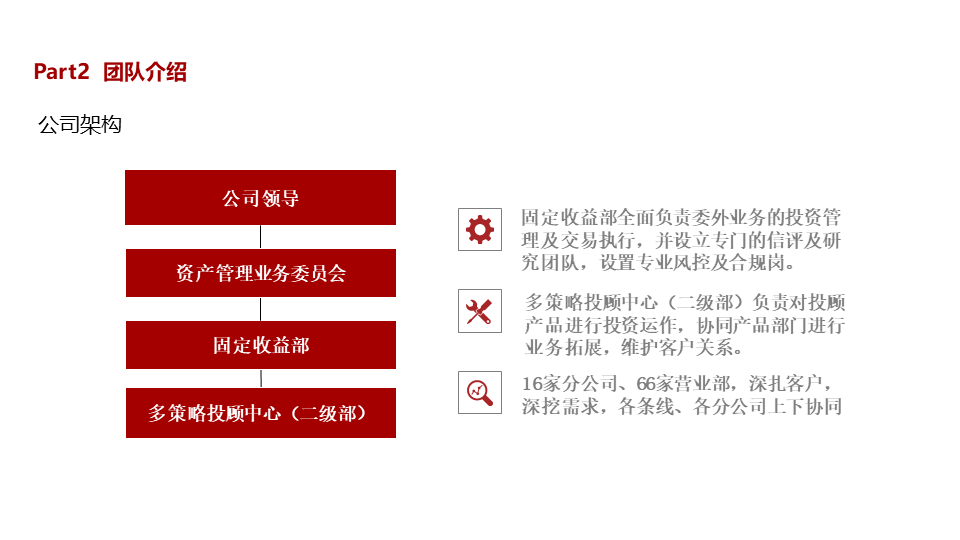 Part2 团队介绍
公司架构
公司领导
资产管理业务委员会
固定收益部
多策略投顾中心（二级部）
固定收益部全面负责委外业务的投资管
理及交易执行，并设立专门的信评及研
究团队，设置专业风控及合规岗。
多策略投顾中心（二级部）负责对投顾
产品进行投资运作，协同产品部门进行
业务拓展，维护客户关系。
16家分公司、66家营业部，深扎客户，
深挖需求，各条线、各分公司上下协同